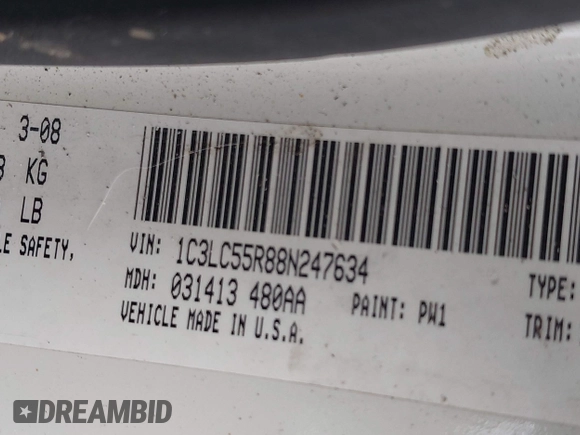 3-08
KG
LB
LE SAFETY,
VIN: 1C3LC55R88N247634
TYPE:
MDH: 031413 480AA PAINT: PW1
TRIM:
VEHICLE MADE IN U.S.A.
DREAMBID